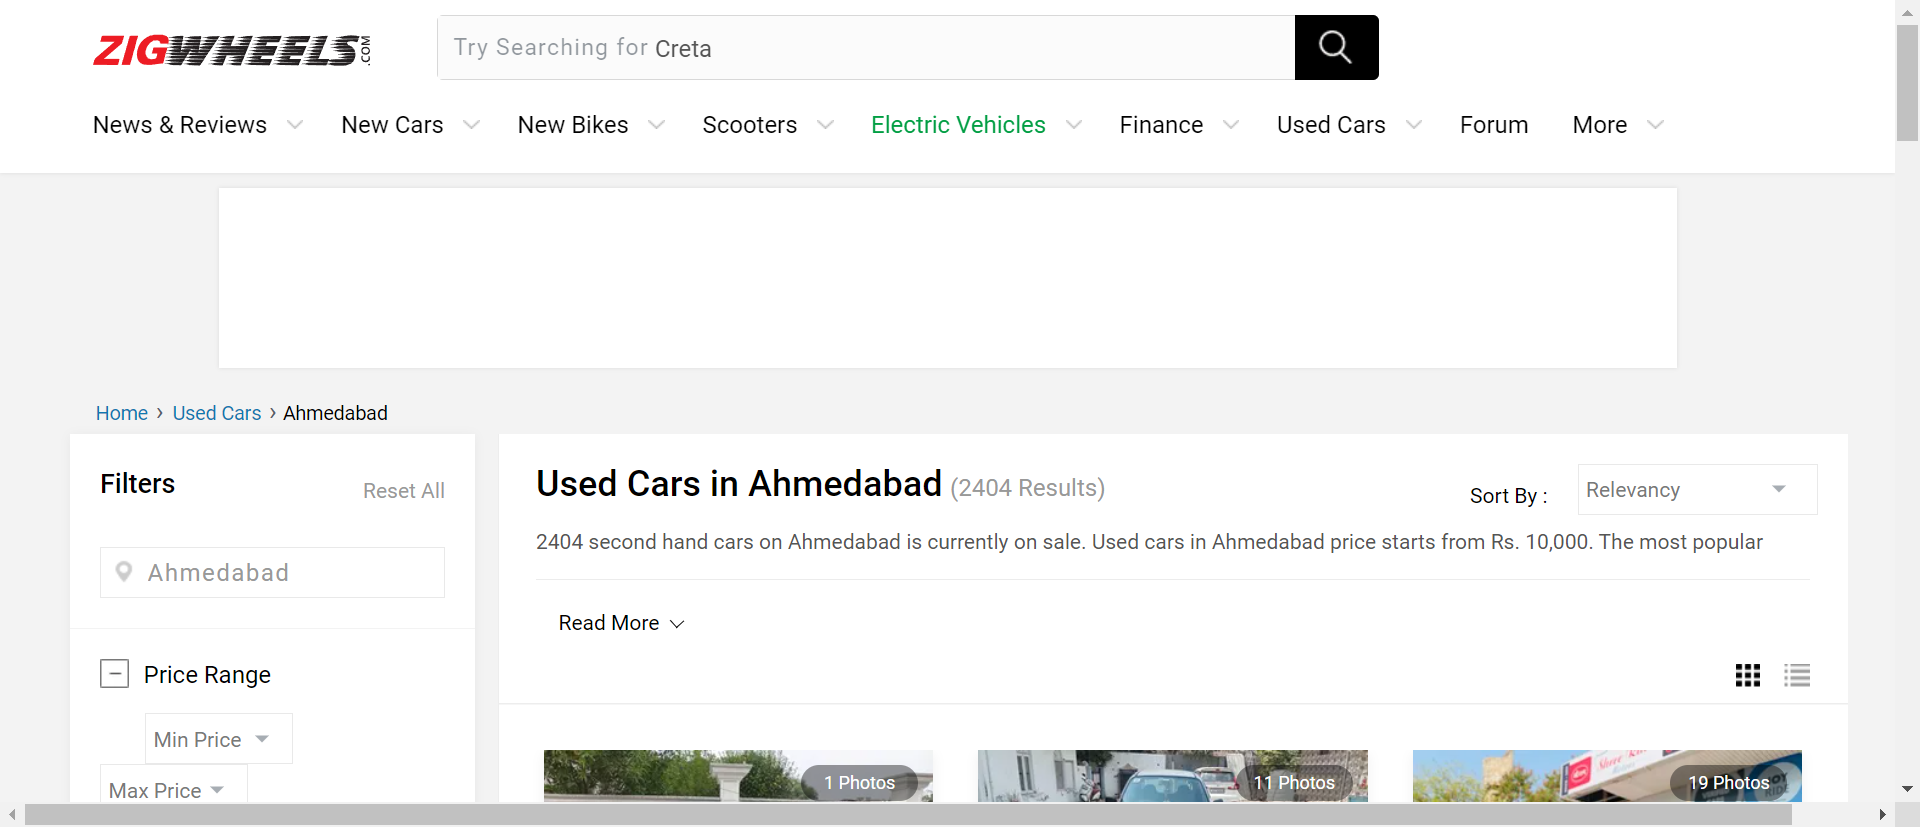 ZIGWHEELS.COM
Try Searching for Creta
News & Reviews New Cars New Bikes Scooters Electric Vehicles Finance Used Cars Forum More
Home › Used Cars › Ahmedabad
Filters
Reset All
Ahmedabad
Price Range
Min Price
Max Price
Used Cars in Ahmedabad (2404 Results)
Sort By :
Relevancy
2404 second hand cars on Ahmedabad is currently on sale. Used cars in Ahmedabad price starts from Rs. 10,000. The most popular
Read More
1 Photos
11 Photos
19 Photos